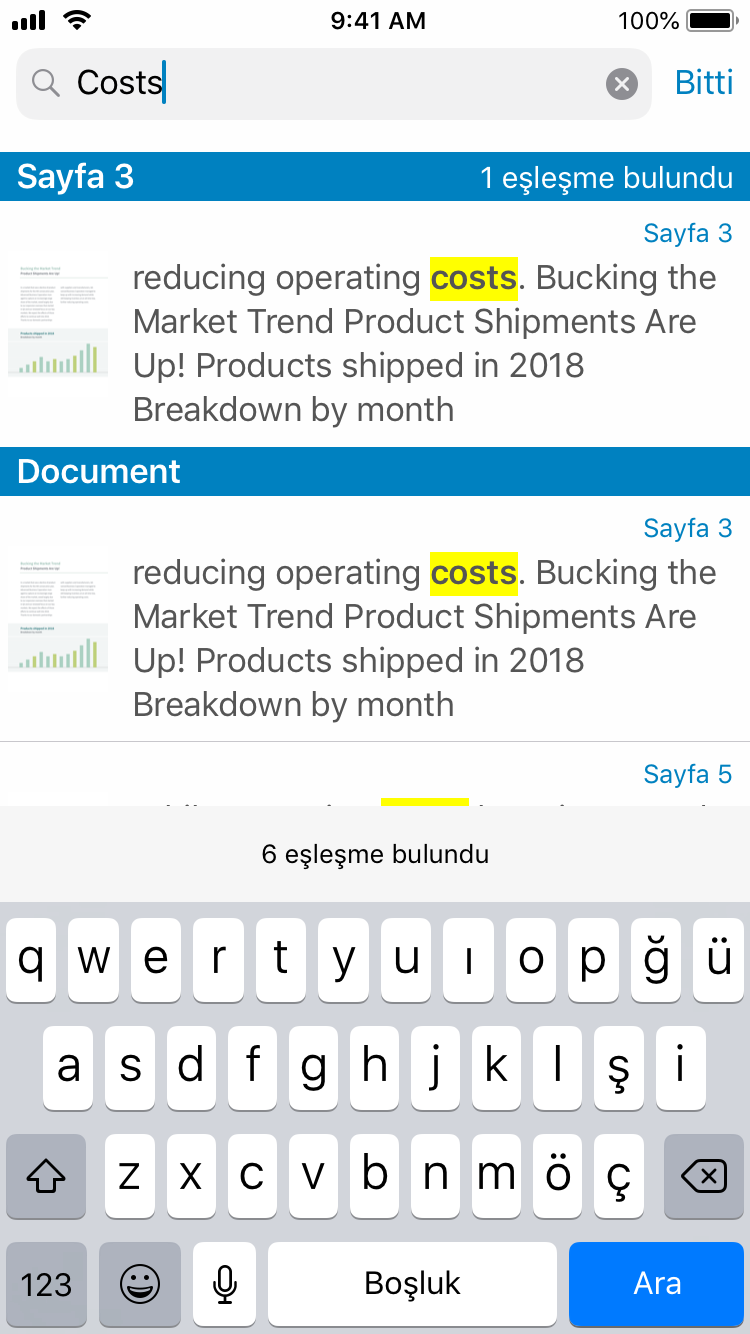 9:41 AM 100%
Costs Bitti
Sayfa 3 1 eşleşme bulundu
Sayfa 3
reducing operating costs. Bucking the
Market Trend Product Shipments Are
Up! Products shipped in 2018
Breakdown by month
Document
Sayfa 3
reducing operating costs. Bucking the
Market Trend Product Shipments Are
Up! Products shipped in 2018
Breakdown by month
Sayfa 5
6 eşleşme bulundu
q w e r t y u ı o p ğ ü
a s d f g h j k l ş i
z x c v b n m ö ç
123 Boşluk Ara